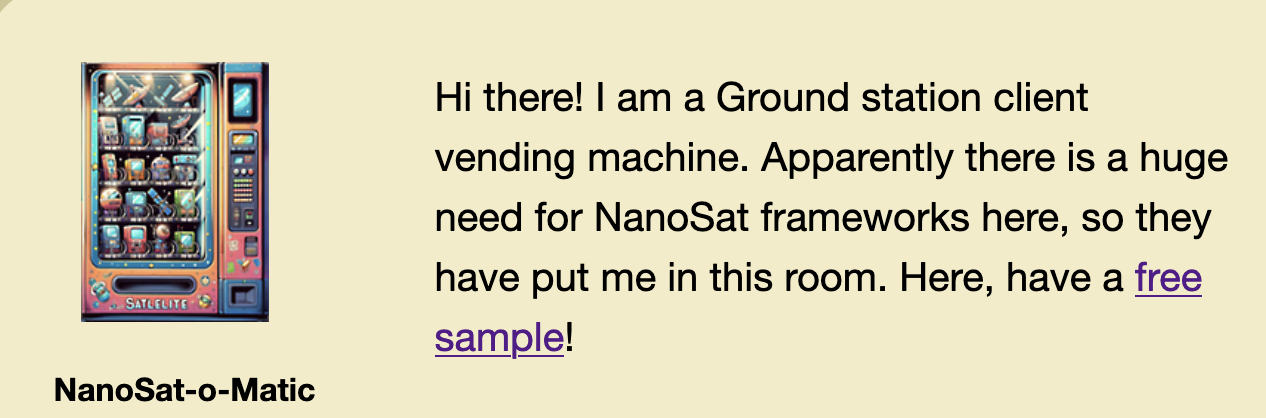 Hi there! I am a Ground station client
vending machine. Apparently there is a huge
need for NanoSat frameworks here, so they
have put me in this room. Here, have a free
sample!
SATLELITE
NanoSat-o-Matic